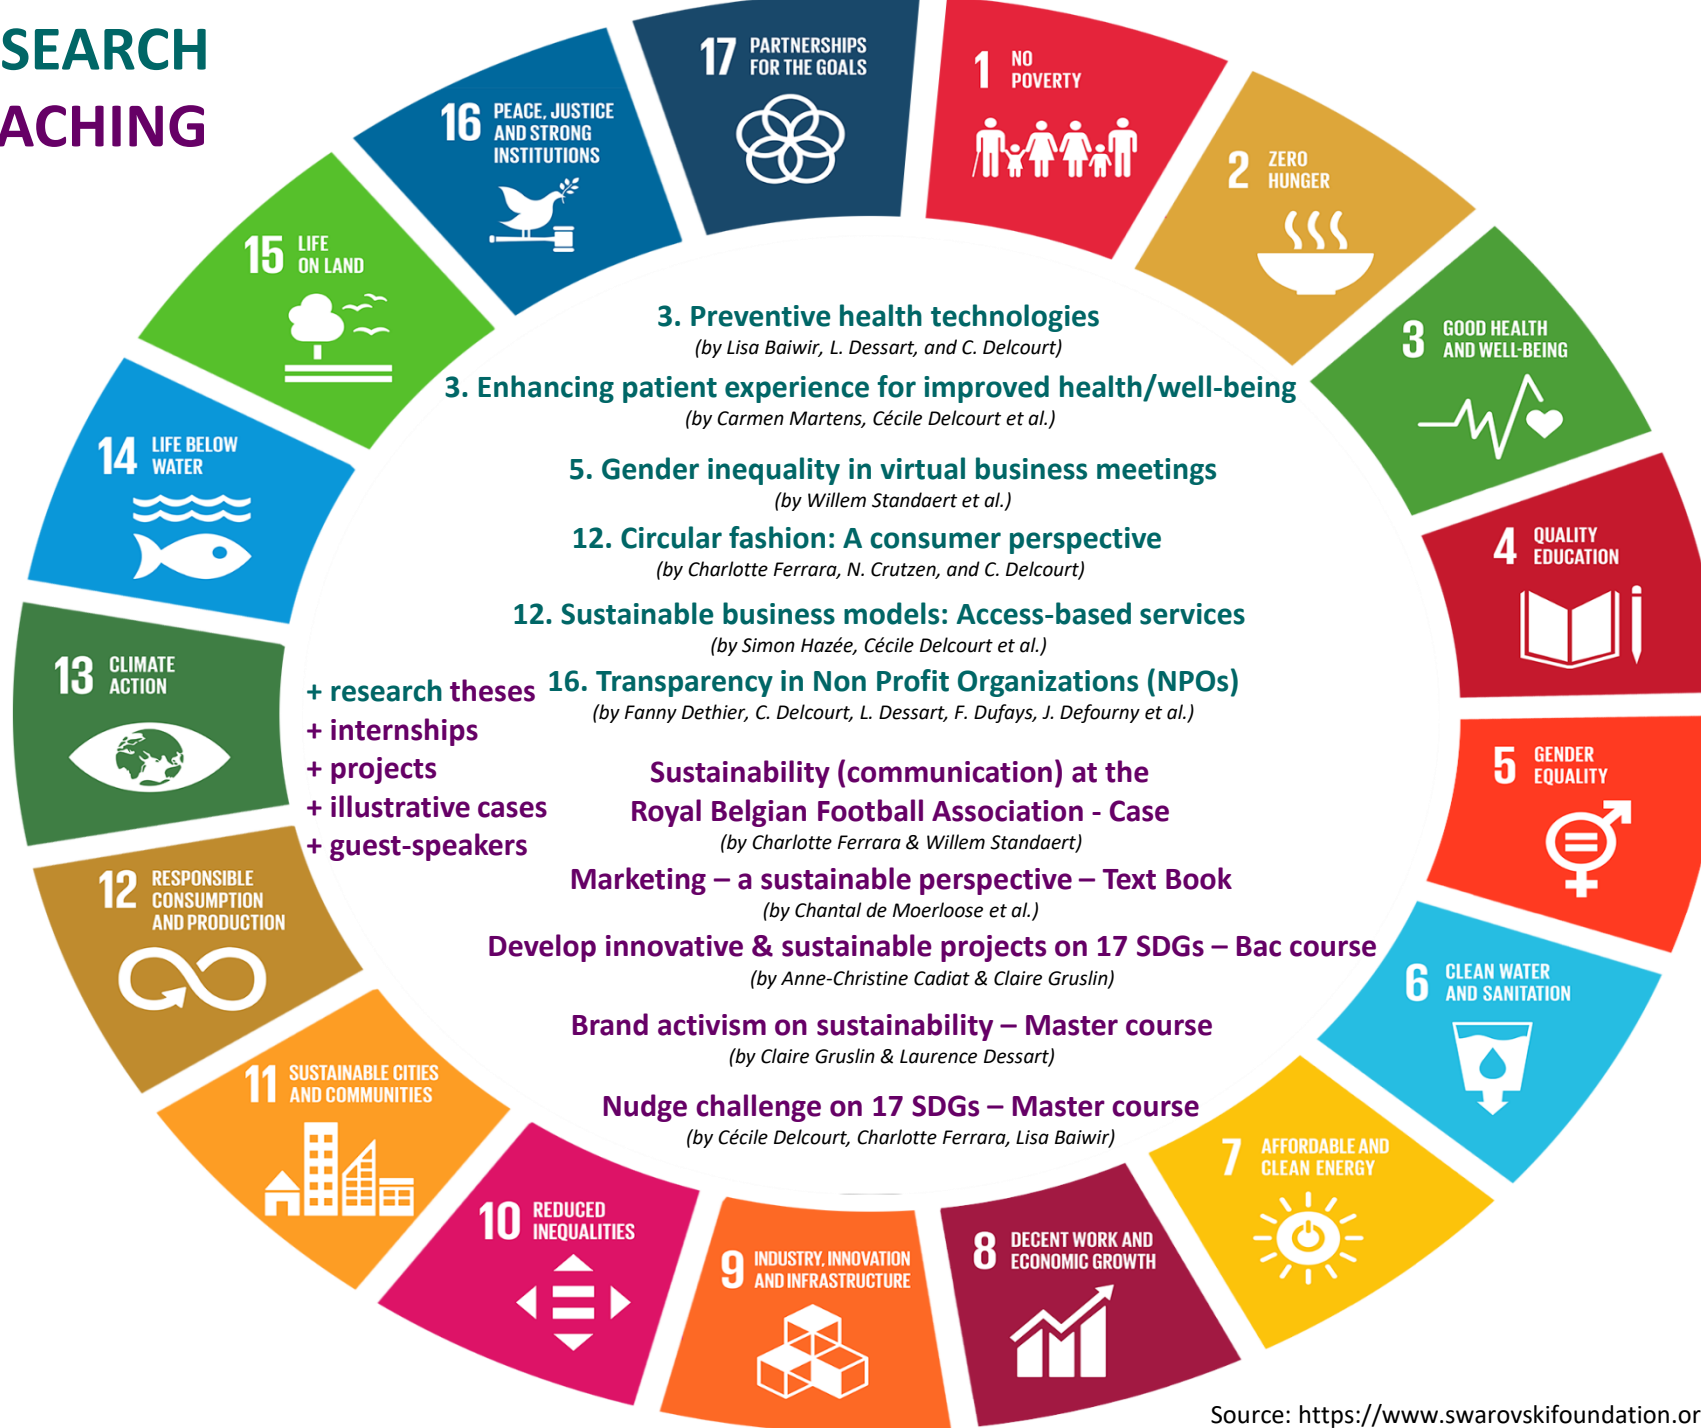 SEARCH
ACHING
17 PARTNERSHIPS
FOR THE GOALS
1 NO
POVERTY
2 ZERO
HUNGER
3 GOOD HEALTH
AND WELL-BEING
4 QUALITY
EDUCATION
5 GENDER
EQUALITY
6 CLEAN WATER
AND SANITATION
7 AFFORDABLE AND
CLEAN ENERGY
8 DECENT WORK AND
ECONOMIC GROWTH
9 INDUSTRY, INNOVATION
AND INFRASTRUCTURE
10 REDUCED
INEQUALITIES
11 SUSTAINABLE CITIES
AND COMMUNITIES
12 RESPONSIBLE
CONSUMPTION
AND PRODUCTION
13 CLIMATE
ACTION
14 LIFE BELOW
WATER
15 LIFE
ON LAND
16 PEACE, JUSTICE
AND STRONG
INSTITUTIONS
3. Preventive health technologies
(by Lisa Baiwir, L. Dessart, and C. Delcourt)
3. Enhancing patient experience for improved health/well-being
(by Carmen Martens, Cécile Delcourt et al.)
5. Gender inequality in virtual business meetings
(by Willem Standaert et al.)
12. Circular fashion: A consumer perspective
(by Charlotte Ferrara, N. Crutzen, and C. Delcourt)
12. Sustainable business models: Access-based services
(by Simon Hazée, Cécile Delcourt et al.)
16. Transparency in Non Profit Organizations (NPOs)
(by Fanny Dethier, C. Delcourt, L. Dessart, F. Dufays, J. Defourny et al.)
+ research theses
+ internships
+ projects
+ illustrative cases
+ guest-speakers
Sustainability (communication) at the
Royal Belgian Football Association - Case
(by Charlotte Ferrara & Willem Standaert)
Marketing – a sustainable perspective – Text Book
(by Chantal de Moerloose et al.)
Develop innovative & sustainable projects on 17 SDGs – Bac course
(by Anne-Christine Cadiat & Claire Gruslin)
Brand activism on sustainability – Master course
(by Claire Gruslin & Laurence Dessart)
Nudge challenge on 17 SDGs – Master course
(by Cécile Delcourt, Charlotte Ferrara, Lisa Baiwir)
Source: https://www.swarovskifoundation.or